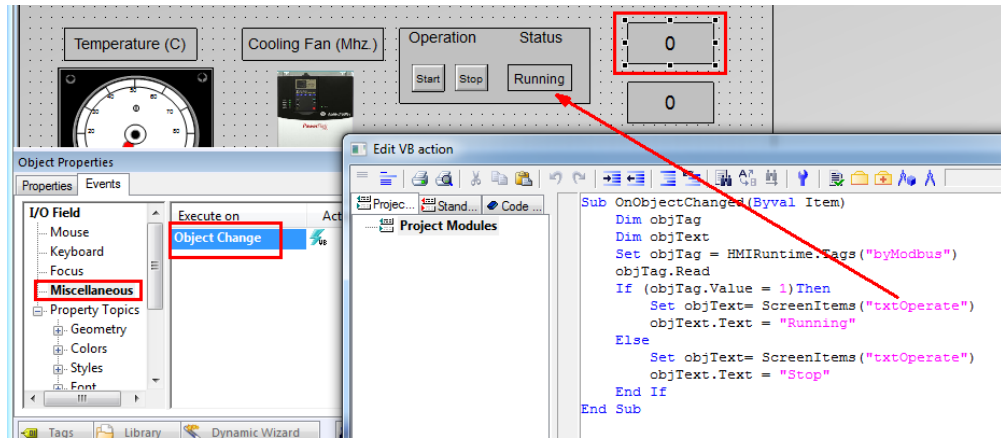 Temperature (C)
Cooling Fan (Mhz.)
Operation
Status
Start
Stop
Running
0
0
Object Properties
Properties
Events
I/O Field
Mouse
Keyboard
Focus
Miscellaneous
Property Topics
Geometry
Colors
Styles
Font
Execute on
Act
Object Change
Edit VB action
Projec...
Stand...
Code ...
Project Modules
Sub OnObjectChanged(Byval Item)
Dim objTag
Dim objText
Set objTag = HMIRuntime.Tags("byModbus")
objTag.Read
If (objTag.Value = 1)Then
Set objText= ScreenItems("txtOperate")
objText.Text = "Running"
Else
Set objText= ScreenItems("txtOperate")
objText.Text = "Stop"
End If
End Sub
Tags
Library
Dynamic Wizard